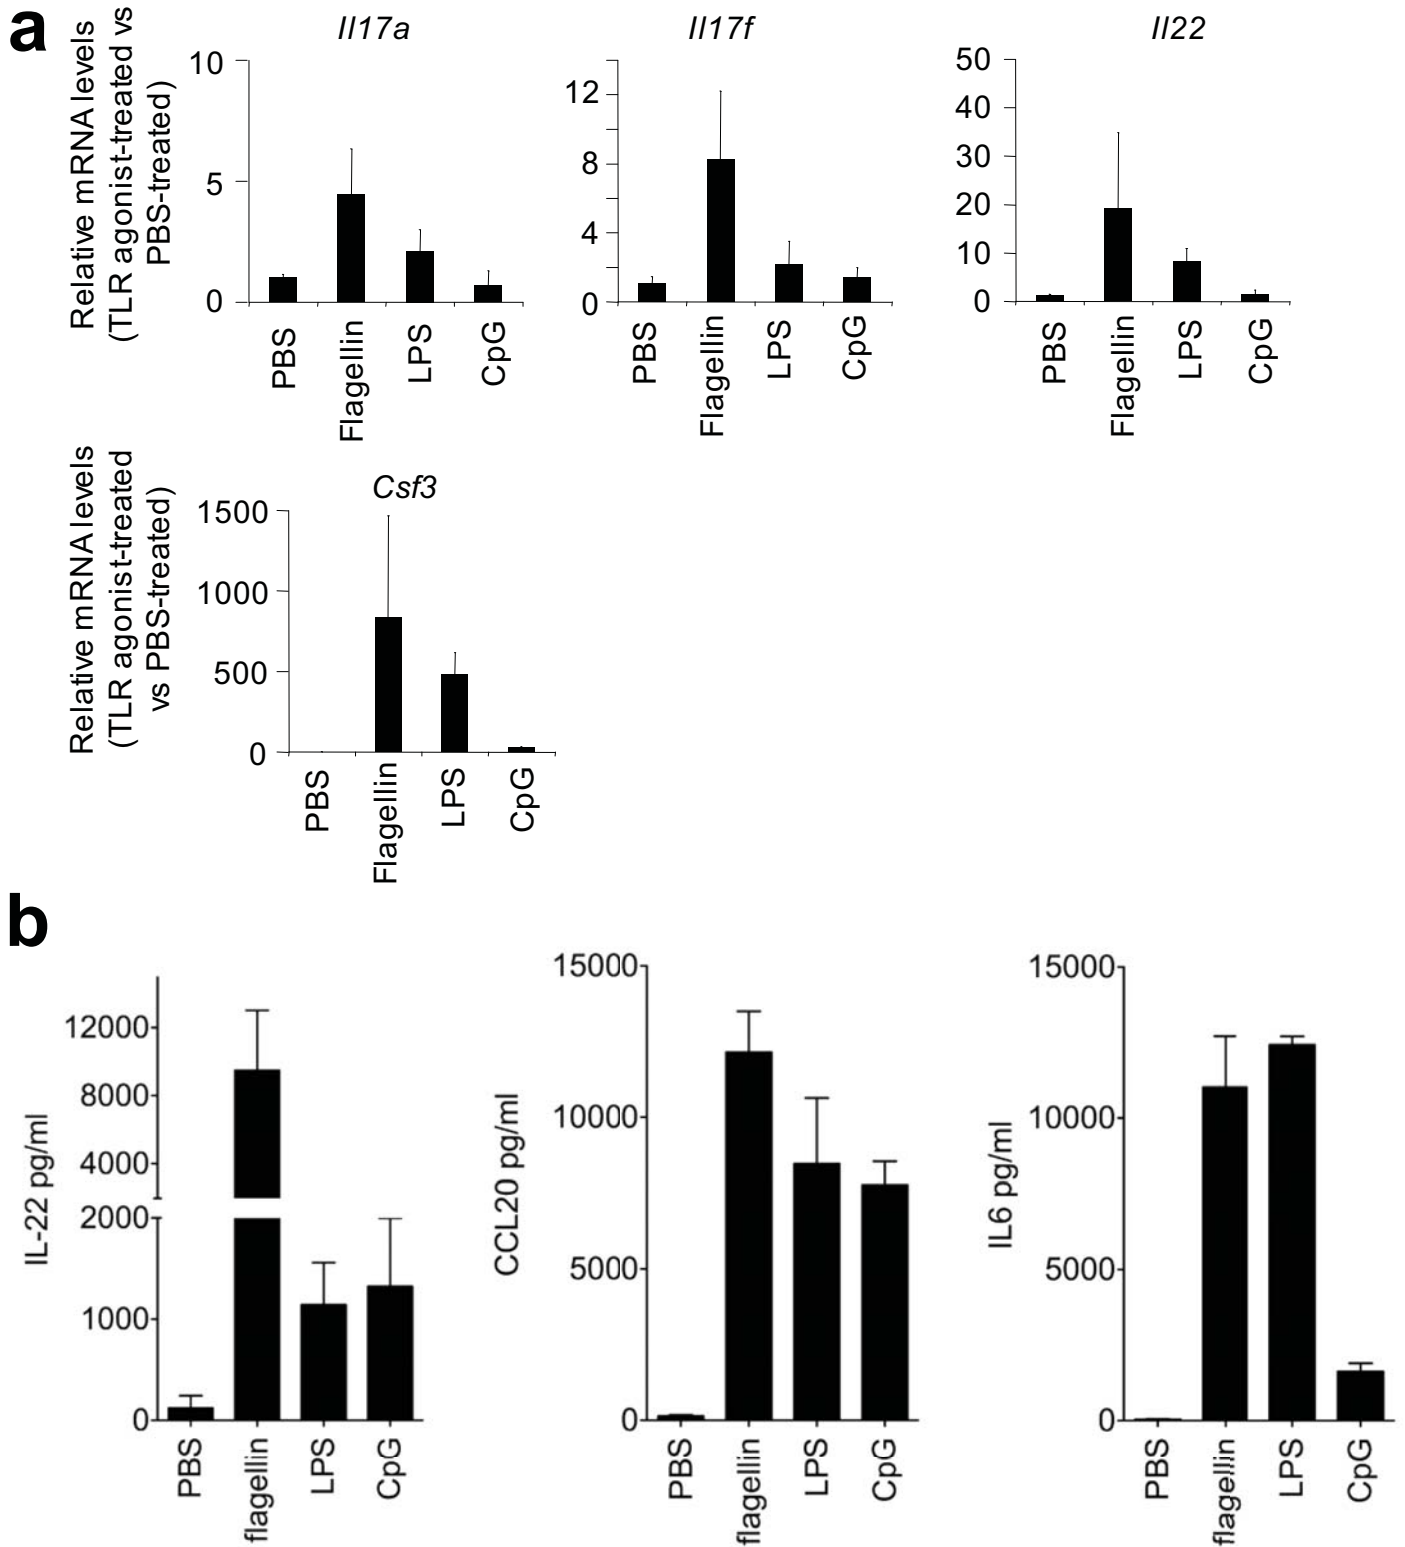 a
Relative mRNA levels
(TLR agonist-treated vs
PBS-treated)
Il17a
10
5
0
PBS
Flagellin
LPS
CpG
Il17f
12
8
4
0
PBS
Flagellin
LPS
CpG
Il22
50
40
30
20
10
0
PBS
Flagellin
LPS
CpG
Relative mRNA levels
(TLR agonist-treated
vs PBS-treated)
Csf3
1500
1000
500
0
PBS
Flagellin
LPS
CpG
b
IL-22 pg/ml
12000
8000
4000
2000
1000
0
PBS
flagellin
LPS
CpG
CCL20 pg/ml
15000
10000
5000
0
PBS
flagellin
LPS
CpG
IL6 pg/ml
15000
10000
5000
0
PBS
flagellin
LPS
CpG